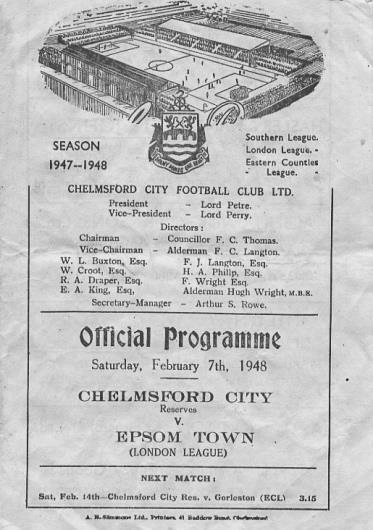 SEASON
1947--1948
Southern League.
London League. -
Eastern Counties
- League. -
CHELMSFORD CITY FOOTBALL CLUB LTD.
President - Lord Petre.
Vice-President - Lord Perry.
Directors :
Chairman - Councillor F. C. Thomas.
Vice-Chairman - Alderman F. C. Langton.
W. L. Buxton, Esq. F. J. Langton, Esq.
W. Croot, Esq. H. A. Philip, Esq.
R. A. Draper, Esq. F. Wright Esq.
E. A. King, Esq, Alderman Hugh Wright, M.B.E.
Secretary-Manager - Arthur S. Rowe.
Official Programme
Saturday, February 7th, 1948
CHELMSFORD CITY
Reserves
V.
EPSOM TOWN
(LONDON LEAGUE)
NEXT MATCH :
Sat, Feb. 14th—Chelmsford City Res. v. Gorleston (ECL) 3.15
Ltd., Printers, 41 Baddow Road, Chelmsford